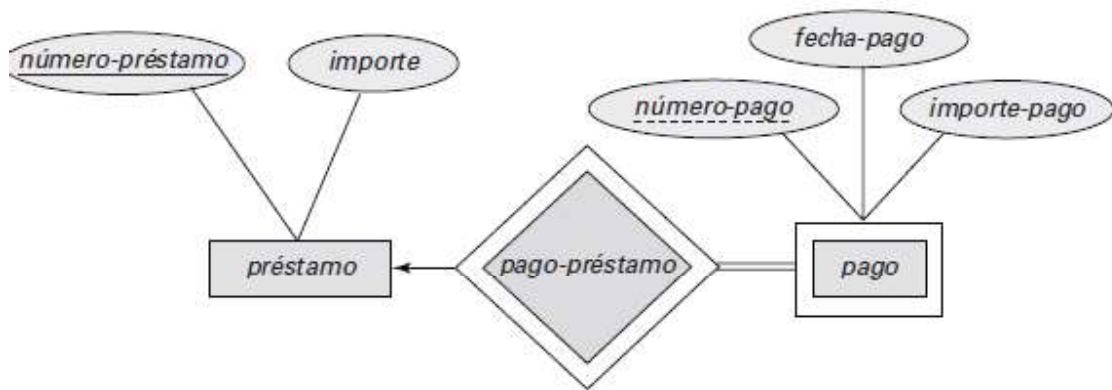 fecha-pago
número-préstamo
importe
número-pago
importe-pago
préstamo
pago-préstamo
pago